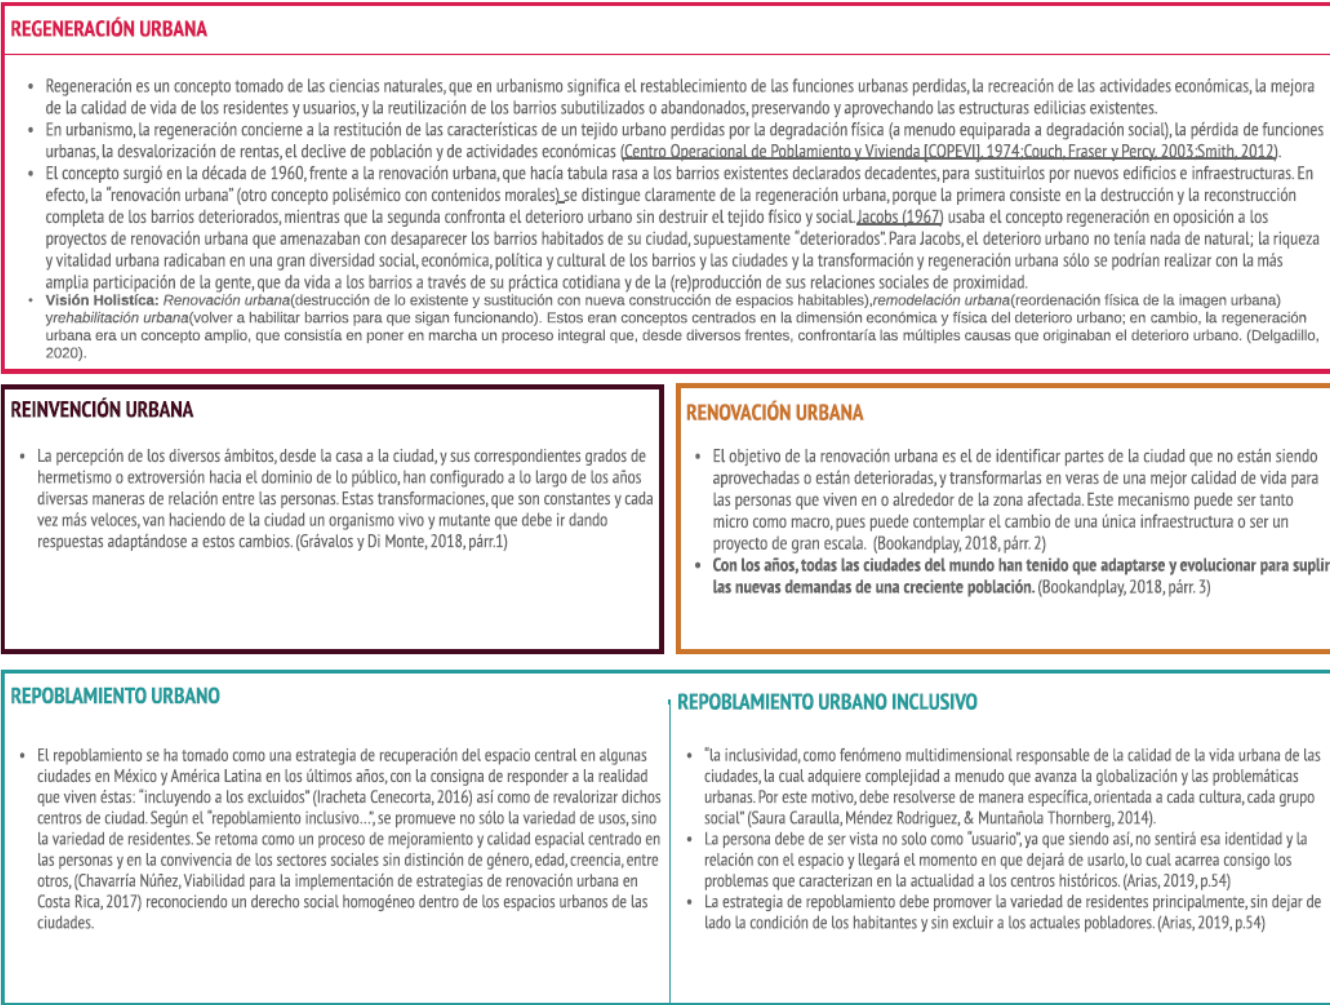 REGENERACIÓN URBANA
• Regeneración es un concepto tomado de las ciencias naturales, que en urbanismo significa el restablecimiento de las funciones urbanas perdidas, la recreación de las actividades económicas, la mejora
de la calidad de vida de los residentes y usuarios, y la reutilización de los barrios subutilizados o abandonados, preservando y aprovechando las estructuras edilicias existentes.
• En urbanismo, la regeneración concierne a la restitución de las características de un tejido urbano perdidas por la degradación física (a menudo equiparada a degradación social), la pérdida de funciones
urbanas, la desvalorización de rentas, el declive de población y de actividades económicas (Centro Operacional de Poblamiento y Vivienda [COPEVI], 1974;Couch, Fraser y Percy, 2003;Smith, 2012).
• El concepto surgió en la década de 1960, frente a la renovación urbana, que hacía tabula rasa a los barrios existentes declarados decadentes, para sustituirlos por nuevos edificios e infraestructuras. En
efecto, la "renovación urbana" (otro concepto polisémico con contenidos morales) se distingue claramente de la regeneración urbana, porque la primera consiste en la destrucción y la reconstrucción
completa de los barrios deteriorados, mientras que la segunda confronta el deterioro urbano sin destruir el tejido físico y social. Jacobs (1967) usaba el concepto regeneración en oposición a los
proyectos de renovación urbana que amenazaban con desaparecer los barrios habitados de su ciudad, supuestamente "deteriorados". Para Jacobs, el deterioro urbano no tenía nada de natural; la riqueza
y vitalidad urbana radicaban en una gran diversidad social, económica, política y cultural de los barrios y las ciudades y la transformación y regeneración urbana sólo se podrían realizar con la más
amplia participación de la gente, que da vida a los barrios a través de su práctica cotidiana y de la (re)producción de sus relaciones sociales de proximidad.
• Visión Holistíca: Renovación urbana(destrucción de lo existente y sustitución con nueva construcción de espacios habitables),remodelación urbana(reordenación física de la imagen urbana)
yrehabilitación urbana(volver a habilitar barrios para que sigan funcionando). Estos eran conceptos centrados en la dimensión económica y física del deterioro urbano; en cambio, la regeneración
urbana era un concepto amplio, que consistía en poner en marcha un proceso integral que, desde diversos frentes, confrontaría las múltiples causas que originaban el deterioro urbano. (Delgadillo,
2020).
REINVENCIÓN URBANA
• La percepción de los diversos ámbitos, desde la casa a la ciudad, y sus correspondientes grados de
hermetismo o extroversión hacia el dominio de lo público, han configurado a lo largo de los años
diversas maneras de relación entre las personas. Estas transformaciones, que son constantes y cada
vez más veloces, van haciendo de la ciudad un organismo vivo y mutante que debe ir dando
respuestas adaptándose a estos cambios. (Grávalos y Di Monte, 2018, párr.1)
RENOVACIÓN URBANA
• El objetivo de la renovación urbana es el de identificar partes de la ciudad que no están siendo
aprovechadas o están deterioradas, y transformarlas en veras de una mejor calidad de vida para
las personas que viven en o alrededor de la zona afectada. Este mecanismo puede ser tanto
micro como macro, pues puede contemplar el cambio de una única infraestructura o ser un
proyecto de gran escala. (Bookandplay, 2018, párr. 2)
• Con los años, todas las ciudades del mundo han tenido que adaptarse y evolucionar para suplir
las nuevas demandas de una creciente población. (Bookandplay, 2018, párr. 3)
REPOBLAMIENTO URBANO
• El repoblamiento se ha tomado como una estrategia de recuperación del espacio central en algunas
ciudades en México y América Latina en los últimos años, con la consigna de responder a la realidad
que viven éstas: "incluyendo a los excluidos" (Iracheta Cenecorta, 2016) así como de revalorizar dichos
centros de ciudad. Según el "repoblamiento inclusivo...", se promueve no sólo la variedad de usos, sino
la variedad de residentes. Se retoma como un proceso de mejoramiento y calidad espacial centrado en
las personas y en la convivencia de los sectores sociales sin distinción de género, edad, creencia, entre
otros, (Chavarría Núñez, Viabilidad para la implementación de estrategias de renovación urbana en
Costa Rica, 2017) reconociendo un derecho social homogéneo dentro de los espacios urbanos de las
ciudades.
REPOBLAMIENTO URBANO INCLUSIVO
• "la inclusividad, como fenómeno multidimensional responsable de la calidad de la vida urbana de las
ciudades, la cual adquiere complejidad a menudo que avanza la globalización y las problemáticas
urbanas. Por este motivo, debe resolverse de manera específica, orientada a cada cultura, cada grupo
social" (Saura Caraulla, Méndez Rodriguez, & Muntañola Thornberg, 2014).
• La persona debe de ser vista no solo como "usuario", ya que siendo así, no sentirá esa identidad y la
relación con el espacio y llegará el momento en que dejará de usarlo, lo cual acarrea consigo los
problemas que caracterizan en la actualidad a los centros históricos. (Arias, 2019, p.54)
• La estrategia de repoblamiento debe promover la variedad de residentes principalmente, sin dejar de
lado la condición de los habitantes y sin excluir a los actuales pobladores. (Arias, 2019, p.54)